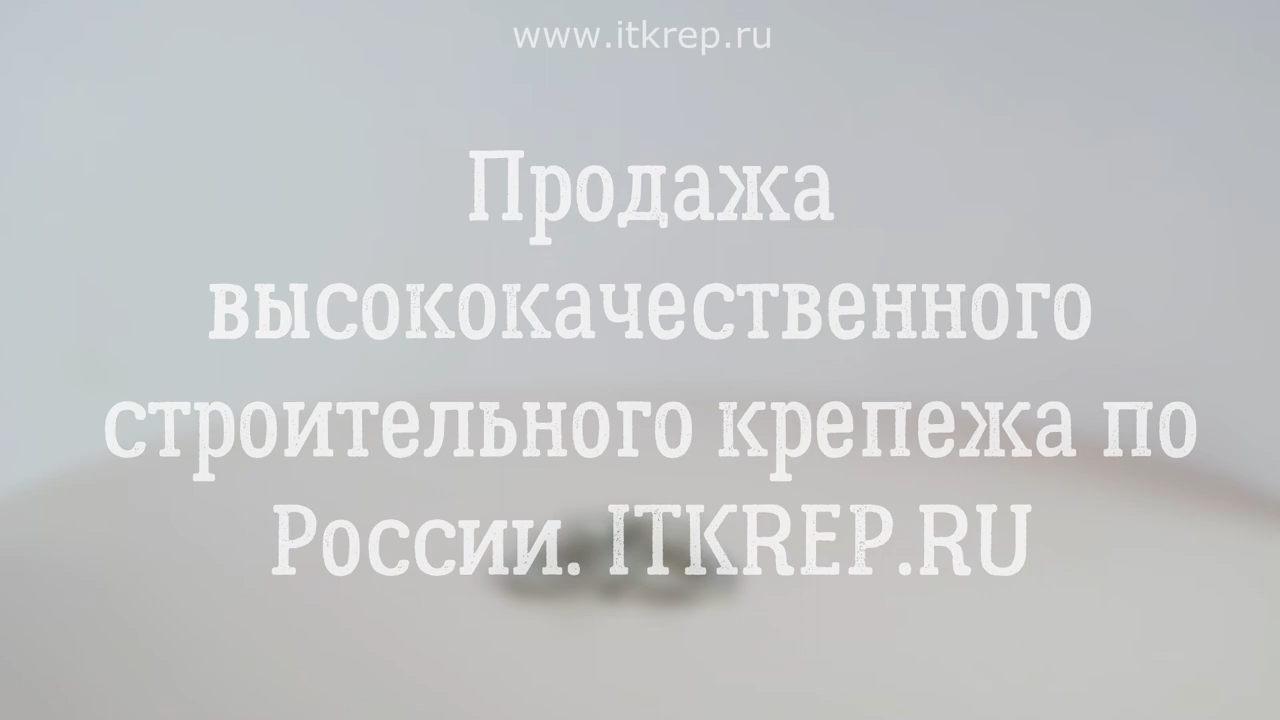 www.itkrep.ru
Продажа
высококачественного
строительного крепежа по
России. ITKREP.RU